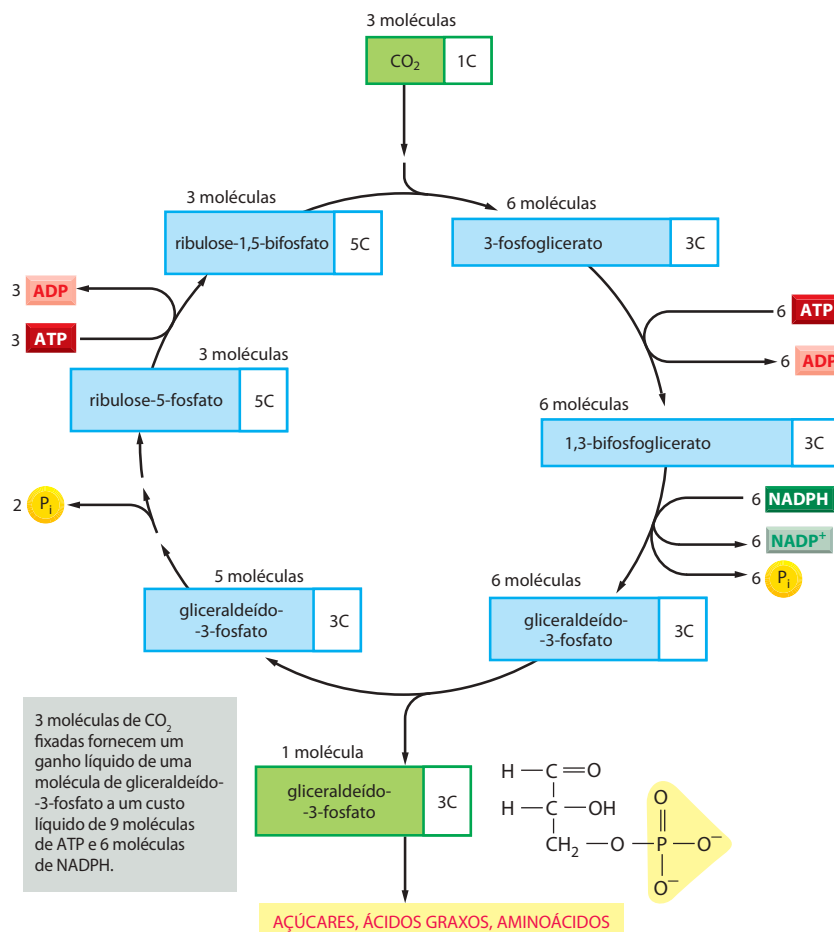 3 moléculas
CO2 1C
3 moléculas
ribulose-1,5-bifosfato 5C
6 moléculas
3-fosfoglicerato 3C
3 ADP
3 ATP
6 ATP
6 ADP
3 moléculas
ribulose-5-fosfato 5C
6 moléculas
1,3-bifosfoglicerato 3C
2 Pi
6 NADPH
6 NADP+
6 Pi
5 moléculas
gliceraldeído-
-3-fosfato 3C
6 moléculas
gliceraldeído-
-3-fosfato 3C
3 moléculas de CO2
fixadas fornecem um
ganho líquido de uma
molécula de gliceraldeído-
-3-fosfato a um custo
líquido de 9 moléculas
de ATP e 6 moléculas
de NADPH.
1 molécula
gliceraldeído-
-3-fosfato 3C
H — C = O
H — C — OH
CH2 — O — P — O−
O
O−
AÇÚCARES, ÁCIDOS GRAXOS, AMINOÁCIDOS